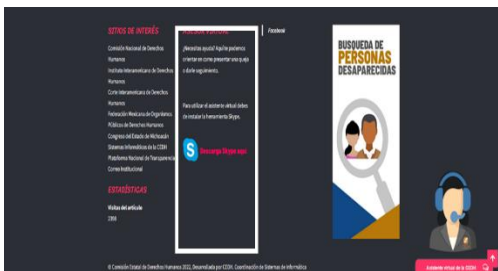 SITIOS DE INTERÉS
Comisión Nacional de Derechos
Humanos
Instituto Interamericano de Derechos
Humanos
Corte Interamericana de Derechos
Humanos
Federación Mexicana de Organismos
Públicos de Derechos Humanos
Congreso del Estado de Michoacán
Sistemas Informáticos de la CEDH
Plataforma Nacional de Transparencia
Correo Institucional
ESTADÍSTICAS
Visitas del artículo
ASESOR VIRTUAL
¿Necesitas ayuda? Aquí te podemos
orientar en como presentar una queja
o darle seguimiento.
Para utilizar el asistente virtual debes
de instalar la herramienta Skype.
Descarga Skype aquí
Facebook
BUSQUEDA DE
PERSONAS
DESAPARECIDAS
© Comisión Estatal de Derechos Humanos 2022, Desarrollada por CEDH. Coordinación de Sistemas de Informática
Asistente virtual de la CEDH